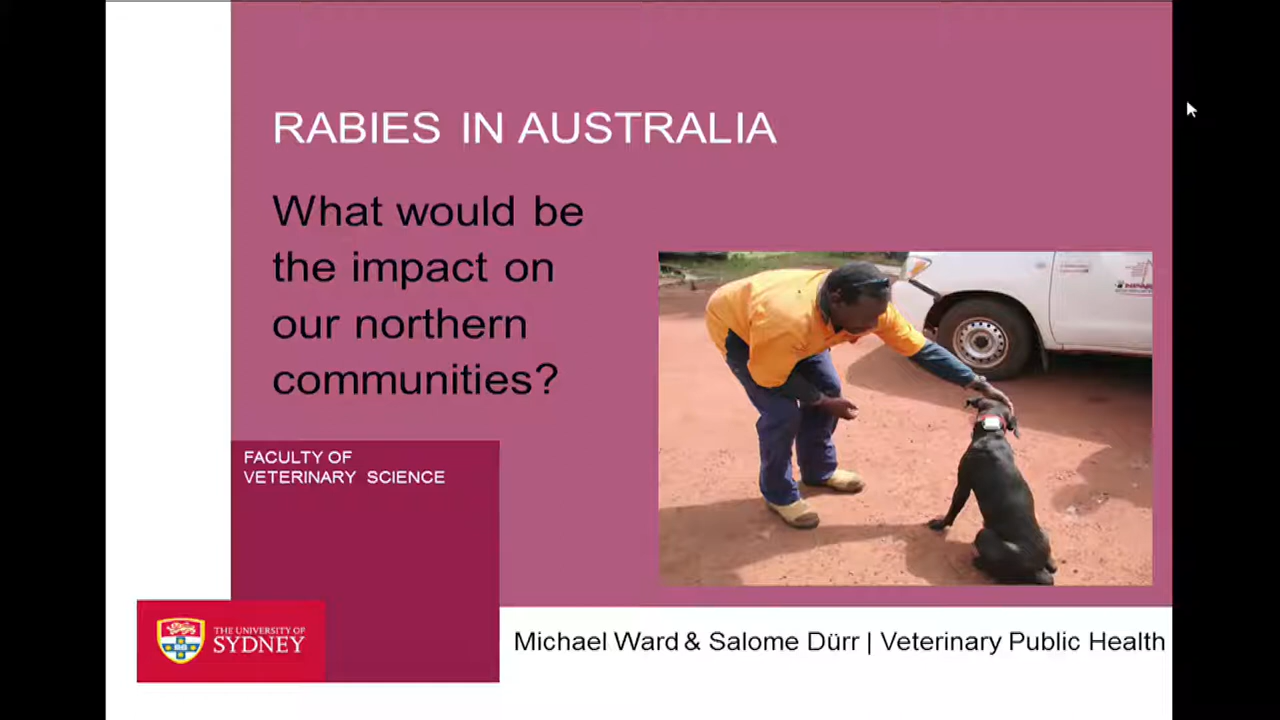 RABIES IN AUSTRALIA
What would be
the impact on
our northern
communities?
FACULTY OF
VETERINARY SCIENCE
THE UNIVERSITY OF
SYDNEY
Michael Ward & Salome Dürr | Veterinary Public Health